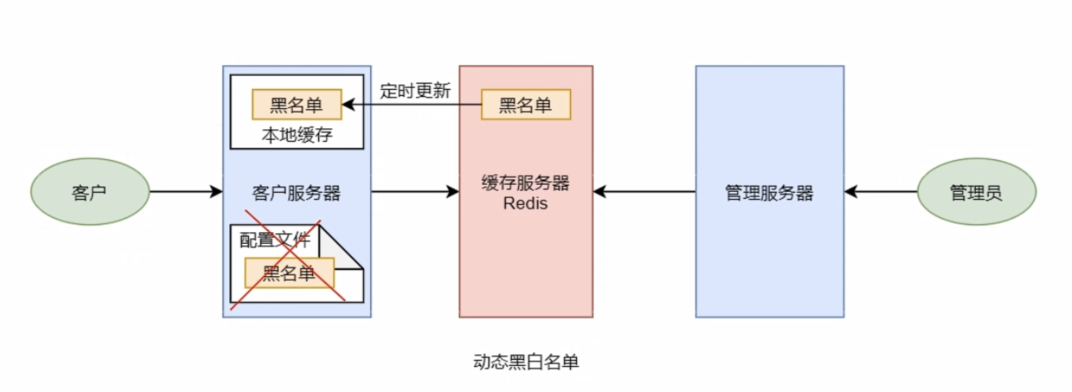 黑名单
定时更新
黑名单
本地缓存
客户
客户服务器
缓存服务器
Redis
管理服务器
管理员
配置文件
黑名单
动态黑白名单